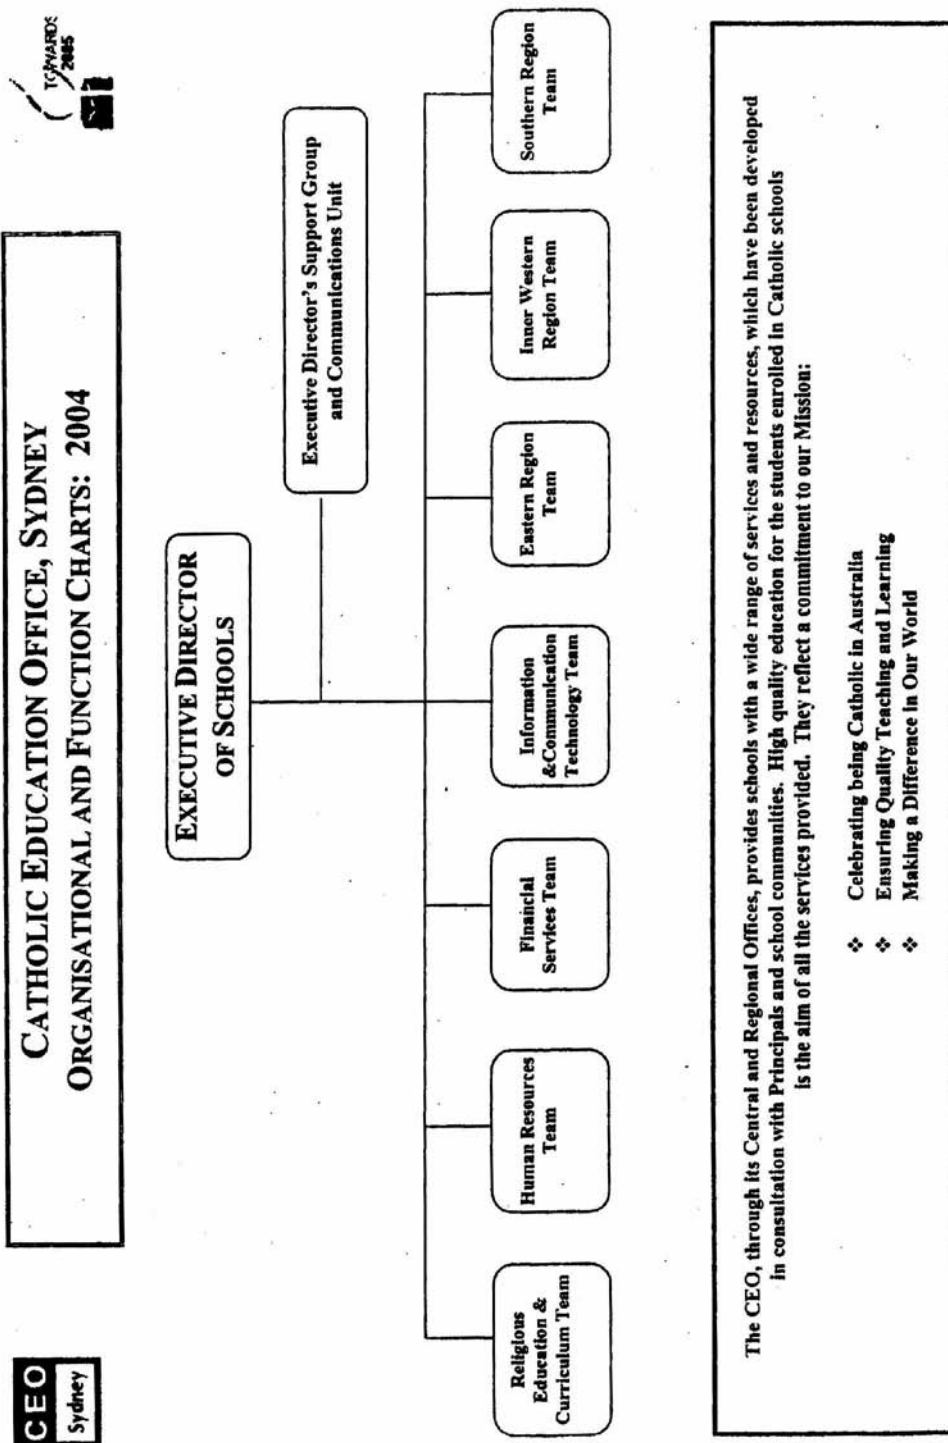 CEO
Sydney
CATHOLIC EDUCATION OFFICE, SYDNEY
ORGANISATIONAL AND FUNCTION CHARTS: 2004
TOWARDS
2005
EXECUTIVE DIRECTOR
OF SCHOOLS
Executive Director's Support Group
and Communications Unit
Religious
Education &
Curriculum Team
Human Resources
Team
Financial
Services Team
Information
&Communication
Technology Team
Eastern Region
Team
Inner Western
Region Team
Southern Region
Team
The CEO, through its Central and Regional Offices, provides schools with a wide range of services and resources, which have been developed
in consultation with Principals and school communities. High quality education for the students enrolled in Catholic schools
is the aim of all the services provided. They reflect a commitment to our Mission:
❖ Celebrating being Catholic in Australia
❖ Ensuring Quality Teaching and Learning
❖ Making a Difference in Our World